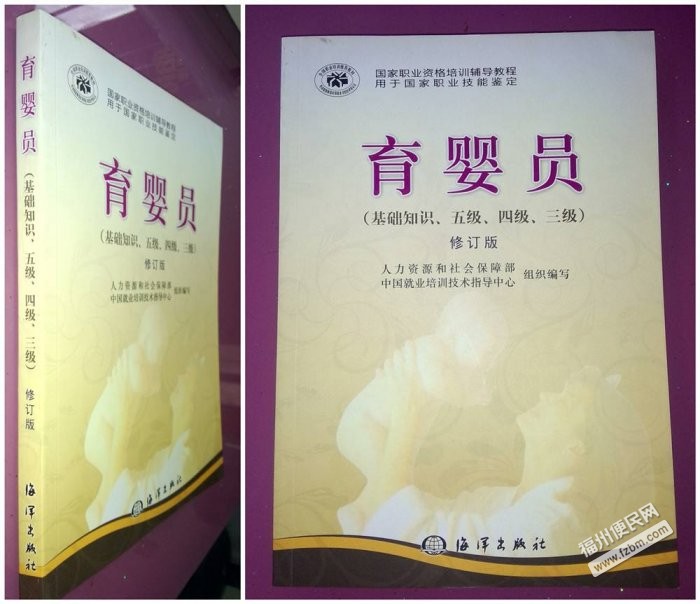 育婴员（基础知识、五级、四级、三级）修订版
海洋出版社
国家职业资格培训辅导教程
用于国家职业技能鉴定
育婴员
（基础知识、五级、四级、三级）
修订版
人力资源和社会保障部
中国就业培训技术指导中心 组织编写
海洋出版社
国家职业资格培训辅导教程
用于国家职业技能鉴定
育婴员
（基础知识、五级、四级、三级）
修订版
人力资源和社会保障部
中国就业培训技术指导中心 组织编写
海洋出版社
福州便民网
www.fzbm.com